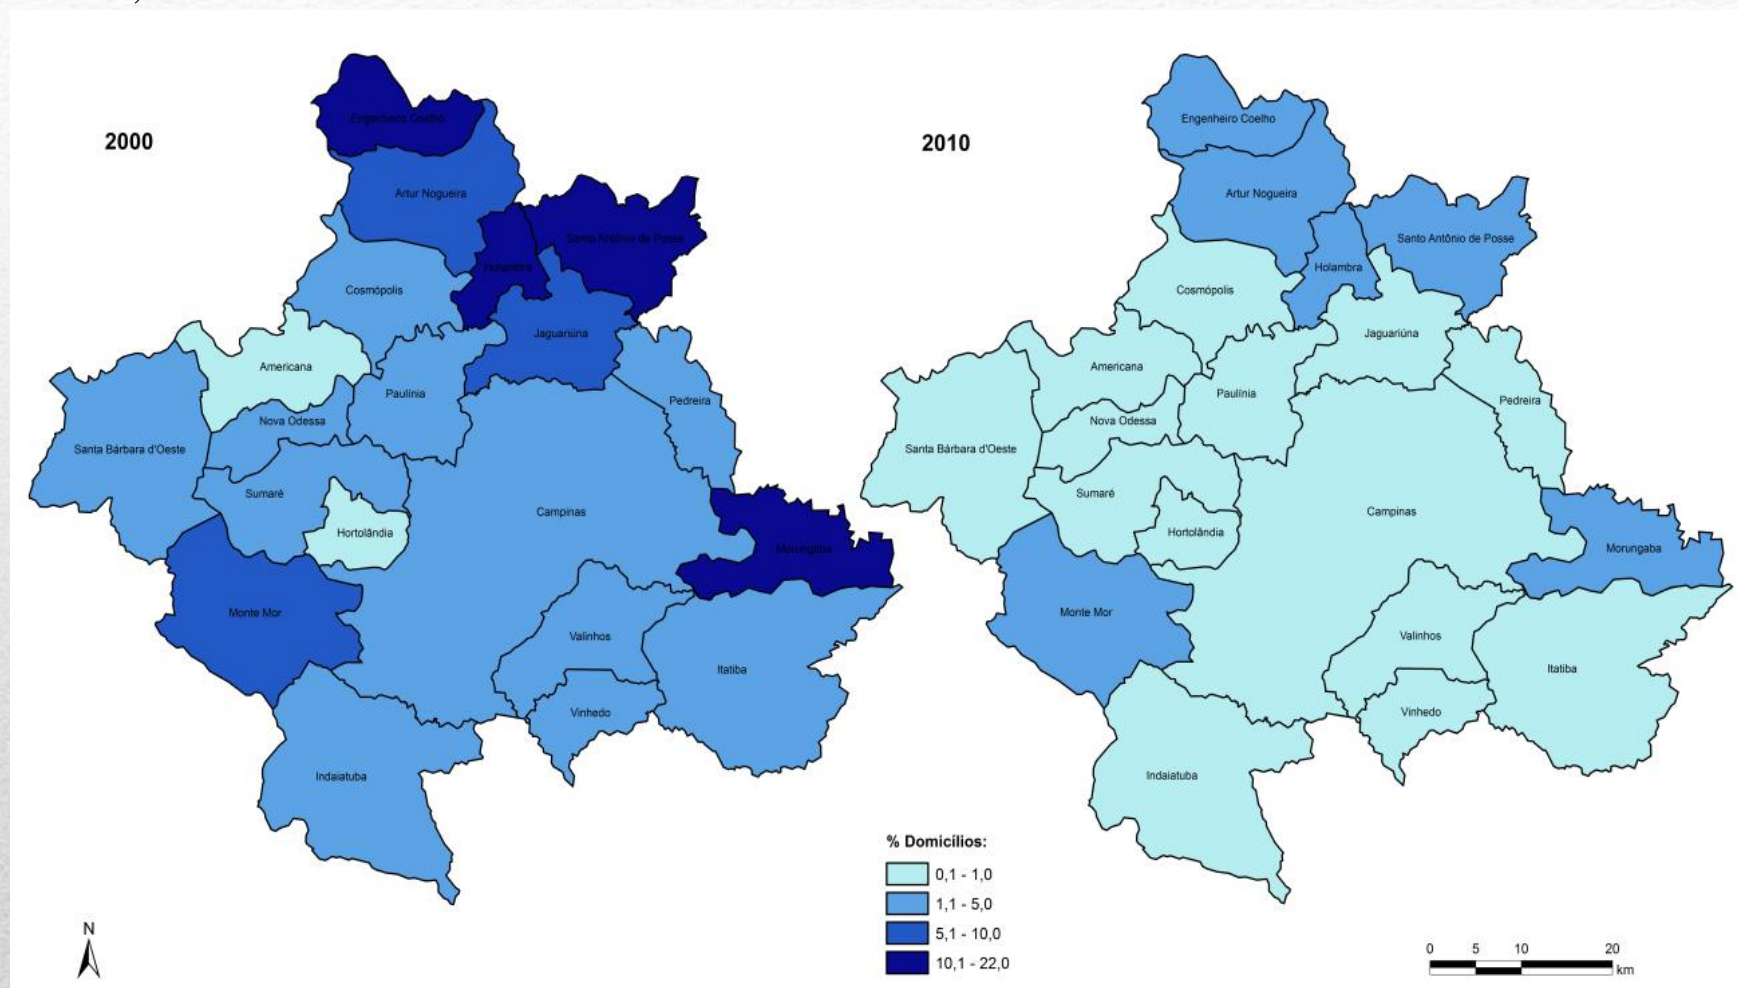 2000
Engenheiro Coelho
Artur Nogueira
Santo Antônio de Posse
Holambra
Cosmópolis
Jaguariúna
Americana
Paulínia
Pedreira
Nova Odessa
Santa Bárbara d'Oeste
Sumaré
Campinas
Hortolândia
Morungaba
Monte Mor
Valinhos
Itatiba
Vinhedo
Indaiatuba
2010
Engenheiro Coelho
Artur Nogueira
Santo Antônio de Posse
Holambra
Cosmópolis
Jaguariúna
Americana
Paulínia
Pedreira
Nova Odessa
Santa Bárbara d'Oeste
Sumaré
Campinas
Hortolândia
Morungaba
Monte Mor
Valinhos
Itatiba
Vinhedo
Indaiatuba
% Domicílios:
0,1 - 1,0
1,1 - 5,0
5,1 - 10,0
10,1 - 22,0
N
0 5 10 20
km